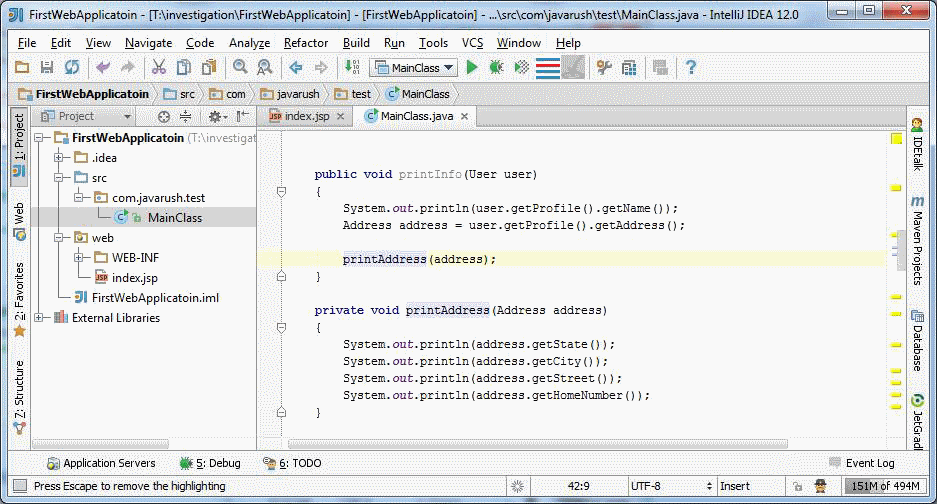 FirstWebApplicatoin - [T:\investigation\FirstWebApplicatoin] - [FirstWebApplicatoin] - ...\src\com\javarush\test\MainClass.java - IntelliJ IDEA 12.0
File Edit View Navigate Code Analyze Refactor Build Run Tools VCS Window Help
MainClass
FirstWebApplicatoin src com javarush test MainClass
1: Project
Web
2: Favorites
7: Structure
Project
FirstWebApplicatoin (T:\investigat
.idea
src
com.javarush.test
MainClass
web
WEB-INF
index.jsp
FirstWebApplicatoin.iml
External Libraries
index.jsp MainClass.java
public void printInfo(User user)
{
System.out.println(user.getProfile().getName());
Address address = user.getProfile().getAddress();
printAddress(address);
}
private void printAddress(Address address)
{
System.out.println(address.getState());
System.out.println(address.getCity());
System.out.println(address.getStreet());
System.out.println(address.getHomeNumber());
}
IDEtalk
Maven Projects
Database
JetGradl
Application Servers 5: Debug 6: TODO Event Log
Press Escape to remove the highlighting 42:9 UTF-8 Insert 151M of 494M